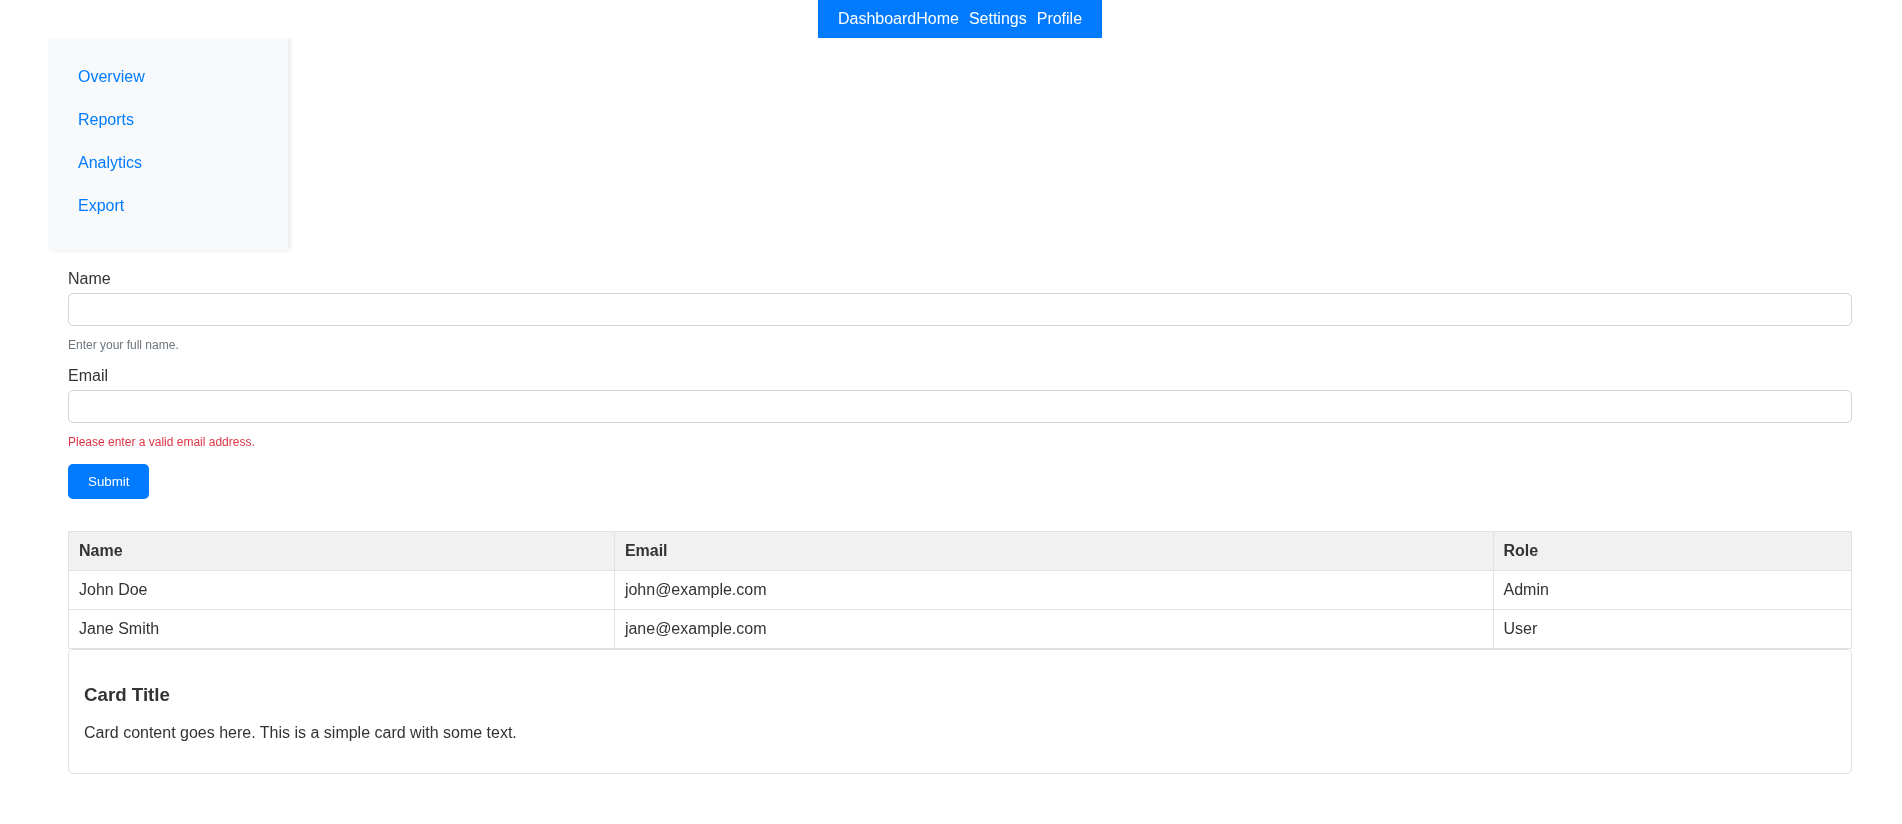 DashboardHome Settings Profile
Overview
Reports
Analytics
Export
Name
Enter your full name.
Email
Please enter a valid email address.
Submit
Name Email Role
John Doe john@example.com Admin
Jane Smith jane@example.com User
Card Title
Card content goes here. This is a simple card with some text.